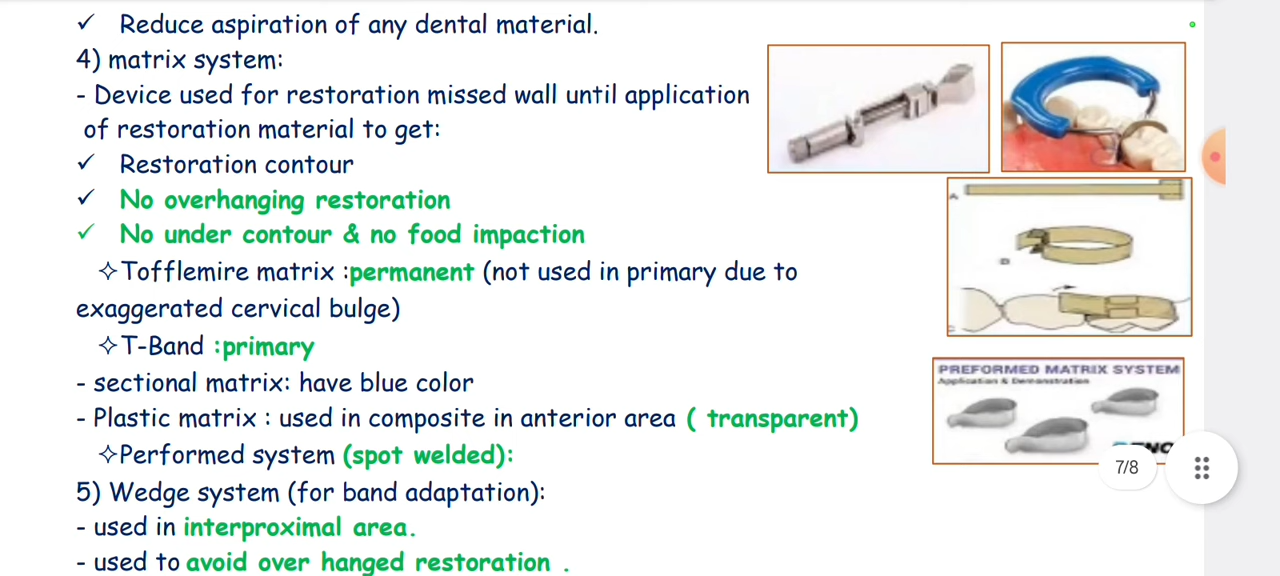 ✓ Reduce aspiration of any dental material.
4) matrix system:
- Device used for restoration missed wall until application
of restoration material to get:
✓ Restoration contour
✓ No overhanging restoration
✓ No under contour & no food impaction
✧Tofflemire matrix :permanent (not used in primary due to
exaggerated cervical bulge)
✧T-Band :primary
- sectional matrix: have blue color
- Plastic matrix : used in composite in anterior area ( transparent)
✧Performed system (spot welded):
5) Wedge system (for band adaptation):
- used in interproximal area.
- used to avoid over hanged restoration .
A
B
C
PREFORMED MATRIX SYSTEM
Application & Demonstration
7/8